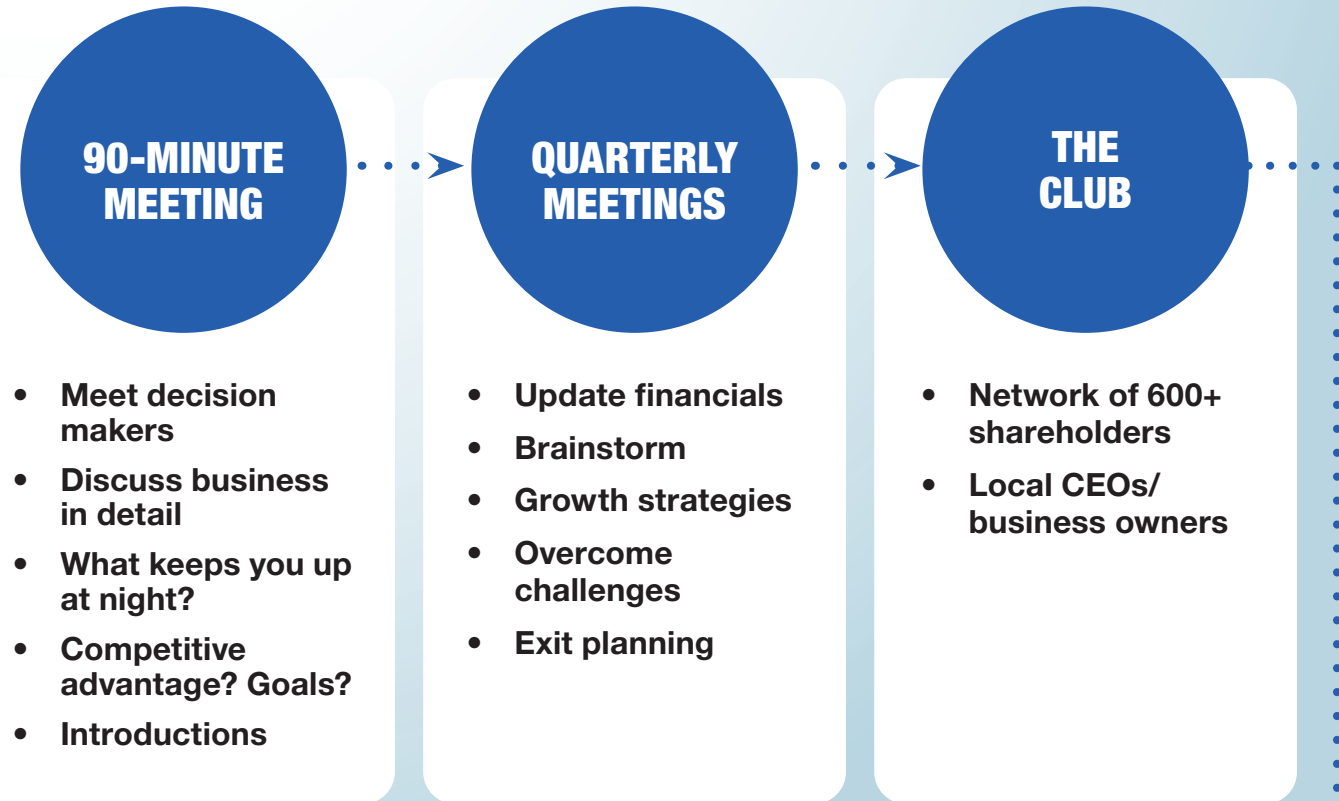 90-MINUTE
MEETING
• Meet decision
makers
• Discuss business
in detail
• What keeps you up
at night?
• Competitive
advantage? Goals?
• Introductions
QUARTERLY
MEETINGS
• Update financials
• Brainstorm
• Growth strategies
• Overcome
challenges
• Exit planning
THE
CLUB
• Network of 600+
shareholders
• Local CEOs/
business owners